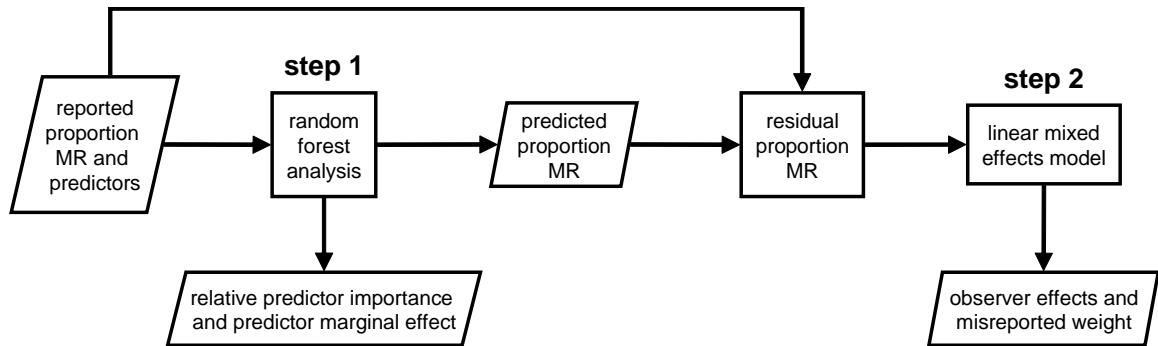 step 1
step 2
reported
proportion
MR and
predictors
random
forest
analysis
predicted
proportion
MR
residual
proportion
MR
linear mixed
effects model
relative predictor importance
and predictor marginal effect
observer effects and
misreported weight